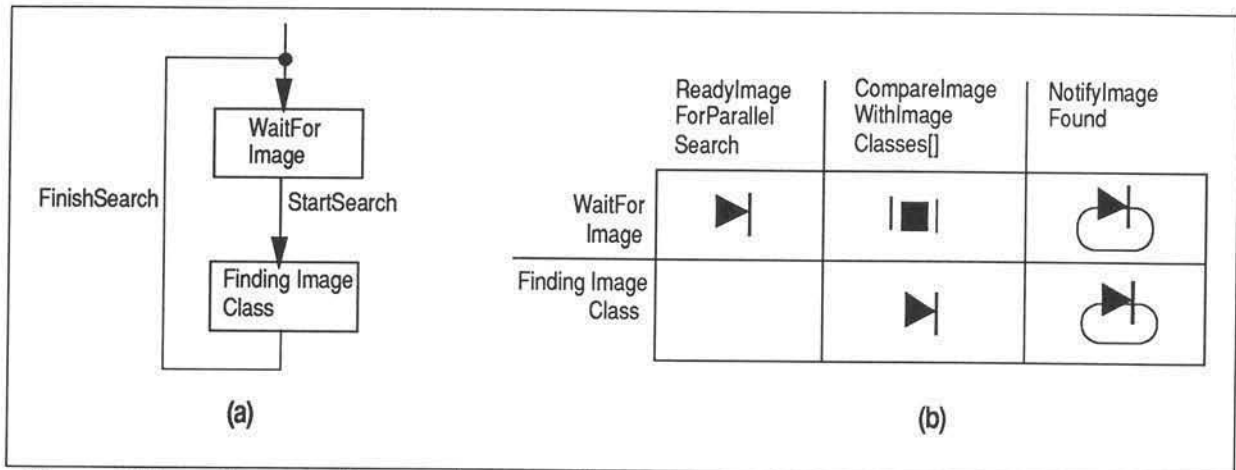 WaitFor
Image
FinishSearch
StartSearch
Finding Image
Class
(a)
ReadyImage
ForParallel
Search
CompareImage
WithImage
Classes[]
NotifyImage
Found
WaitFor
Image
Finding Image
Class
(b)